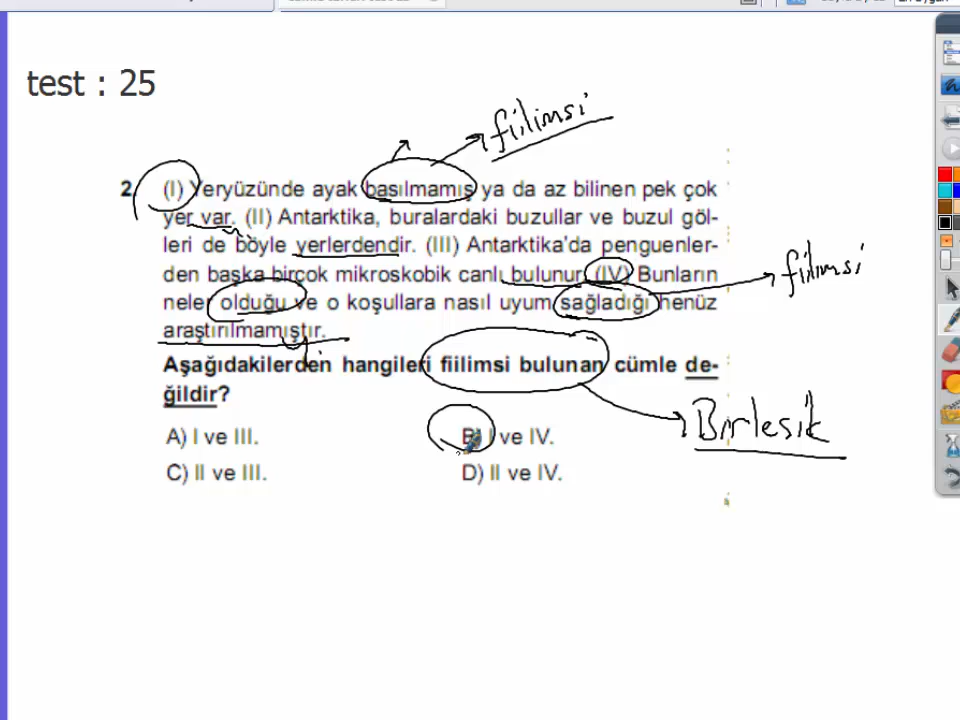 test : 25
fiilimsi
2. (I) Yeryüzünde ayak basılmamış ya da az bilinen pek çok
yer var. (II) Antarktika, buralardaki buzullar ve buzul göl-
leri de böyle yerlerdendir. (III) Antarktika'da penguenler-
den başka birçok mikroskobik canlı bulunur. (IV) Bunların
neler olduğu ve o koşullara nasıl uyum sağladığı henüz
araştırılmamıştır.
fiilimsi
Aşağıdakilerden hangileri fiilimsi bulunan cümle de-
ğildir?
Birlesik
A) I ve III.
B) I ve IV.
C) II ve III.
D) II ve IV.